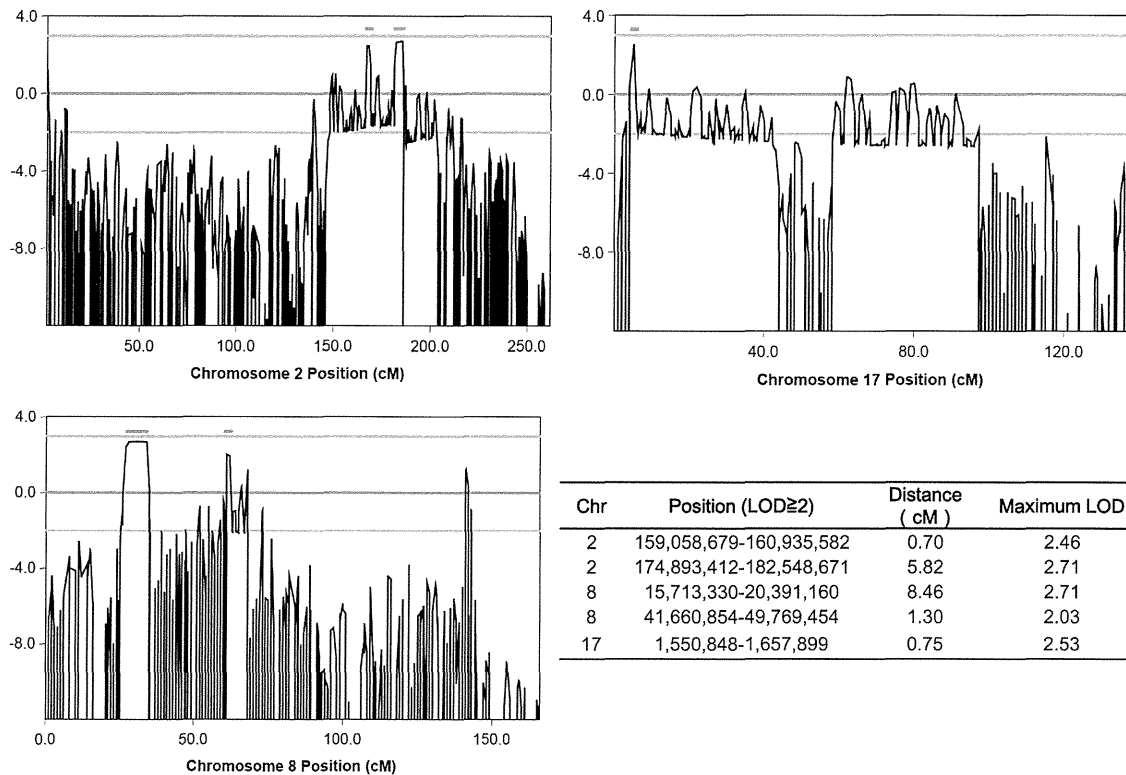 4.0
0.0
-4.0
-8.0
50.0 100.0 150.0 200.0 250.0
Chromosome 2 Position (cM)
4.0
0.0
-4.0
-8.0
40.0 80.0 120.0
Chromosome 17 Position (cM)
4.0
0.0
-4.0
-8.0
0.0 50.0 100.0 150.0
Chromosome 8 Position (cM)
Chr Position (LOD≧2) Distance ( cM ) Maximum LOD
2 159,058,679-160,935,582 0.70 2.46
2 174,893,412-182,548,671 5.82 2.71
8 15,713,330-20,391,160 8.46 2.71
8 41,660,854-49,769,454 1.30 2.03
17 1,550,848-1,657,899 0.75 2.53